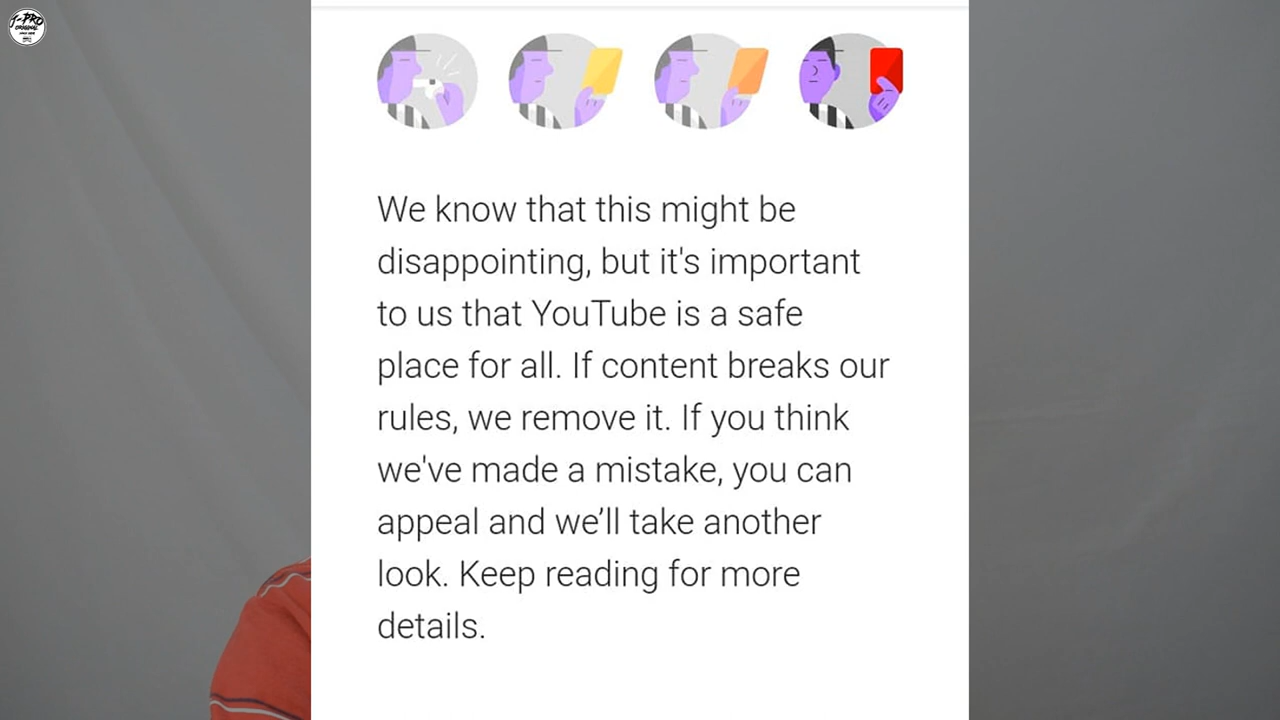 J-PRO
ORIGINAL
We know that this might be
disappointing, but it's important
to us that YouTube is a safe
place for all. If content breaks our
rules, we remove it. If you think
we've made a mistake, you can
appeal and we’ll take another
look. Keep reading for more
details.